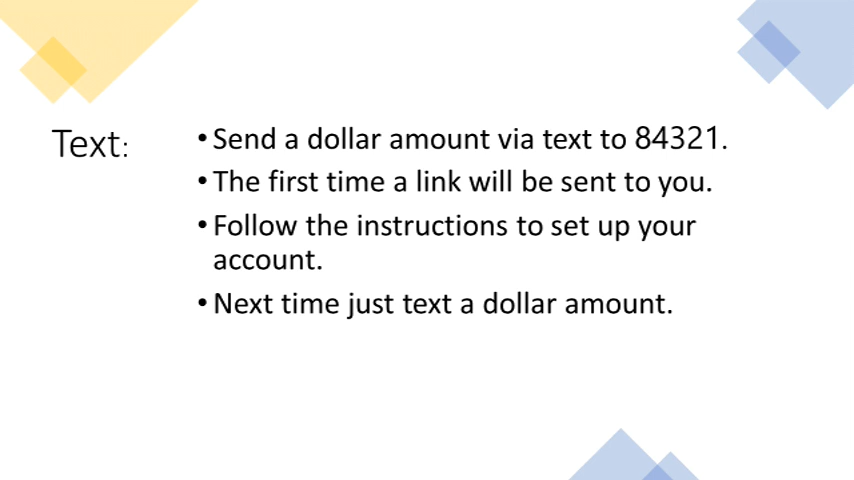 Text:
• Send a dollar amount via text to 84321.
• The first time a link will be sent to you.
• Follow the instructions to set up your
account.
• Next time just text a dollar amount.